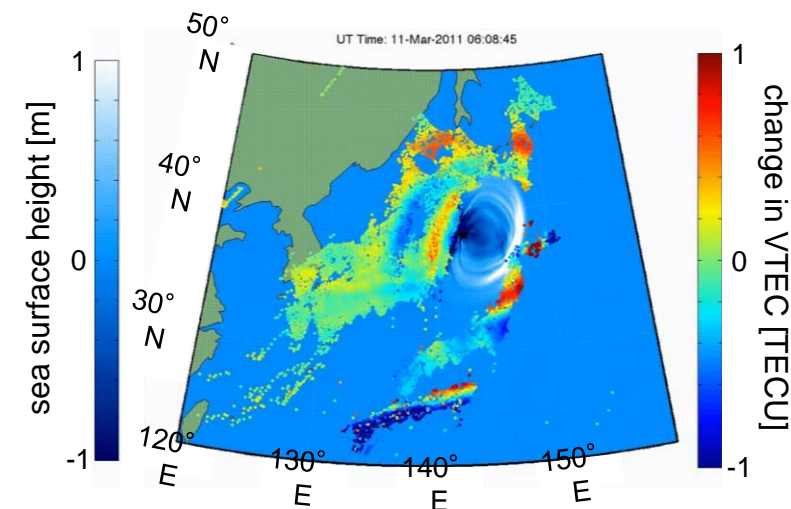 UT Time: 11-Mar-2011 06:08:45
50°
N
40°
N
30°
N
120°
E
130°
E
140°
E
150°
E
1
0
-1
sea surface height [m]
1
0
-1
change in VTEC [TECU]